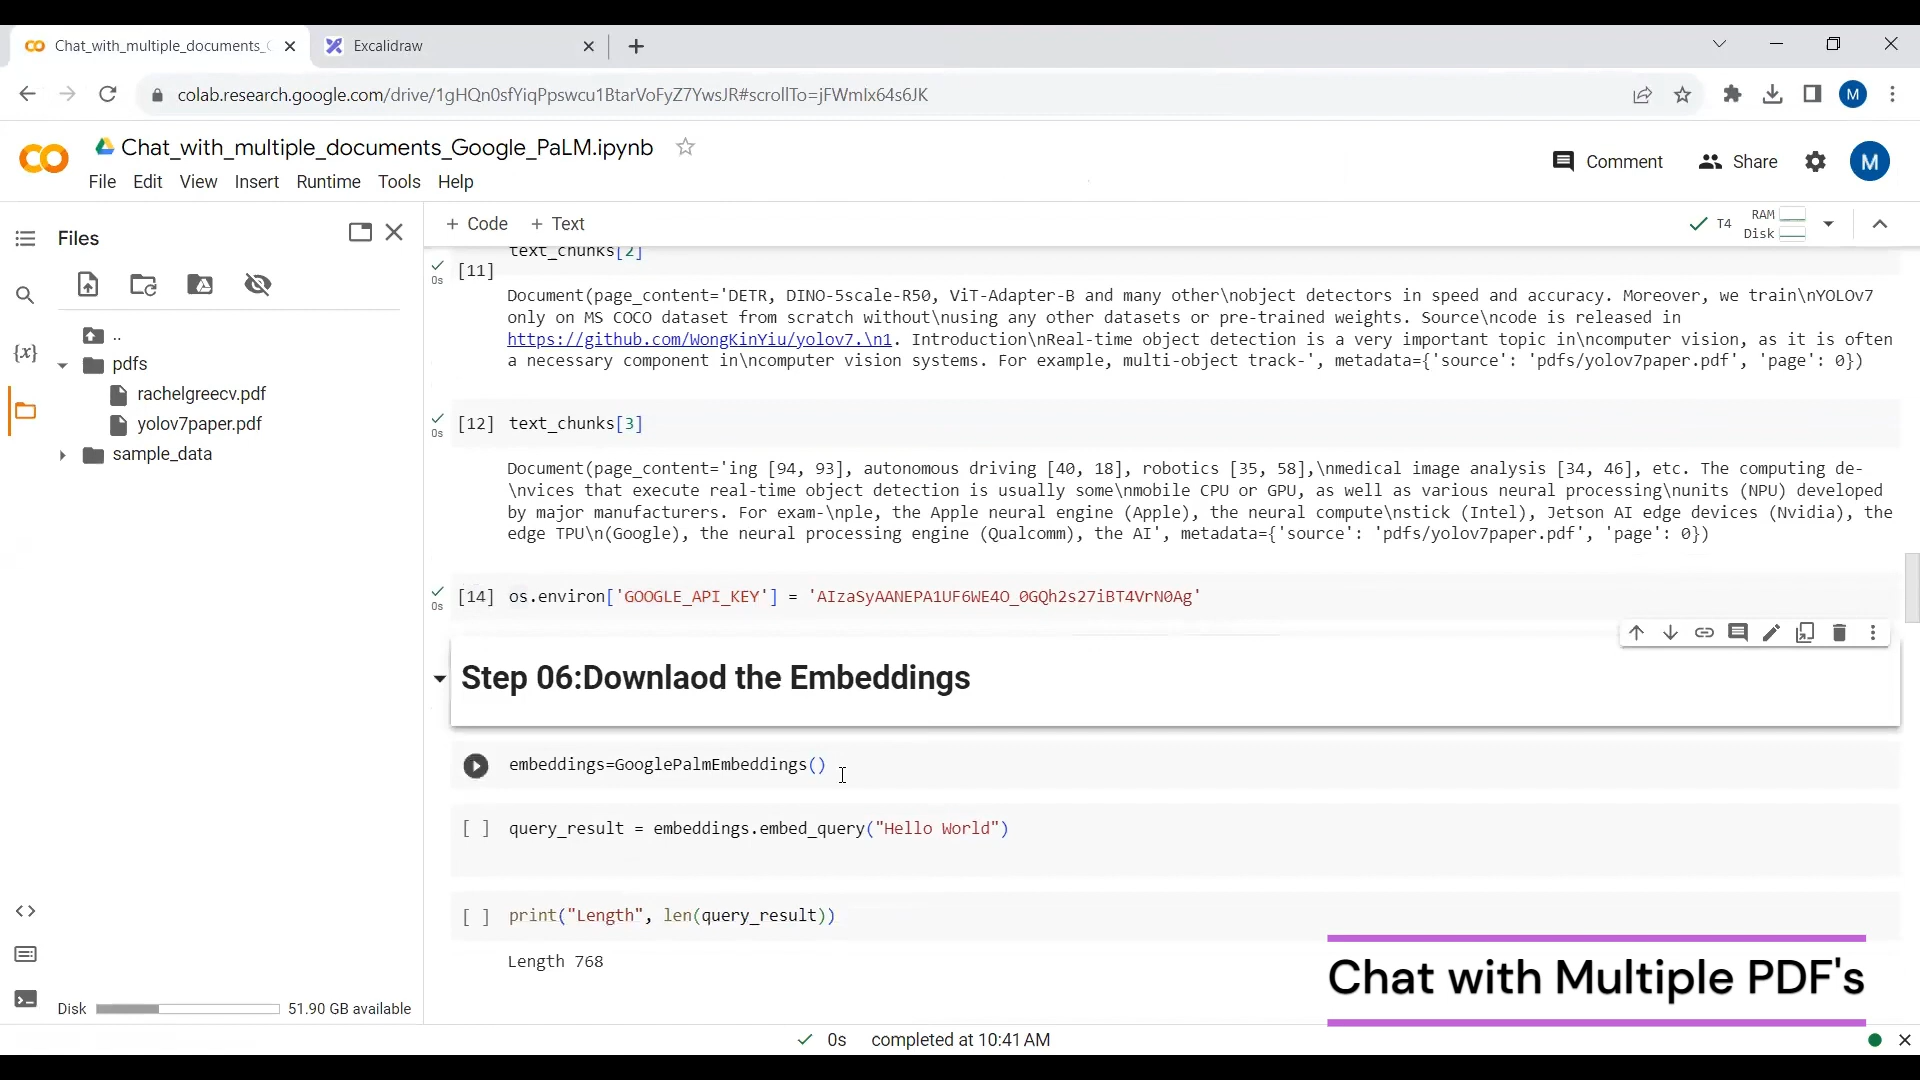 Chat_with_multiple_documents_G
Excalidraw
colab.research.google.com/drive/1gHQn0sfYiqPpswcu1BtarVoFyZ7YwsJR#scrollTo=jFWmIx64s6JK
M
Chat_with_multiple_documents_Google_PaLM.ipynb
File Edit View Insert Runtime Tools Help
Comment
Share
M
Files
+ Code + Text
T4
RAM
Disk
..
pdfs
rachelgreecv.pdf
yolov7paper.pdf
sample_data
{x}
text_chunks[2]
0s
[11]
Document(page_content='DETR, DINO-5scale-R50, ViT-Adapter-B and many other\nobject detectors in speed and accuracy. Moreover, we train\nYOLOv7
only on MS COCO dataset from scratch without\nusing any other datasets or pre-trained weights. Source\ncode is released in
https://github.com/WongKinYiu/yolov7.\n1. Introduction\nReal-time object detection is a very important topic in\ncomputer vision, as it is often
a necessary component in\ncomputer vision systems. For example, multi-object track-', metadata={'source': 'pdfs/yolov7paper.pdf', 'page': 0})
0s
[12] text_chunks[3]
Document(page_content='ing [94, 93], autonomous driving [40, 18], robotics [35, 58],\nmedical image analysis [34, 46], etc. The computing de-
\nvices that execute real-time object detection is usually some\nmobile CPU or GPU, as well as various neural processing\nunits (NPU) developed
by major manufacturers. For exam-\nple, the Apple neural engine (Apple), the neural compute\nstick (Intel), Jetson AI edge devices (Nvidia), the
edge TPU\n(Google), the neural processing engine (Qualcomm), the AI', metadata={'source': 'pdfs/yolov7paper.pdf', 'page': 0})
0s
[14] os.environ['GOOGLE_API_KEY'] = 'AIzaSyAANEPA1UF6WE4O_0GQh2s27iBT4VrN0Ag'
Step 06:Downlaod the Embeddings
embeddings=GooglePalmEmbeddings()
[ ] query_result = embeddings.embed_query("Hello World")
[ ] print("Length", len(query_result))
Length 768
Chat with Multiple PDF's
Disk
51.90 GB available
0s completed at 10:41 AM